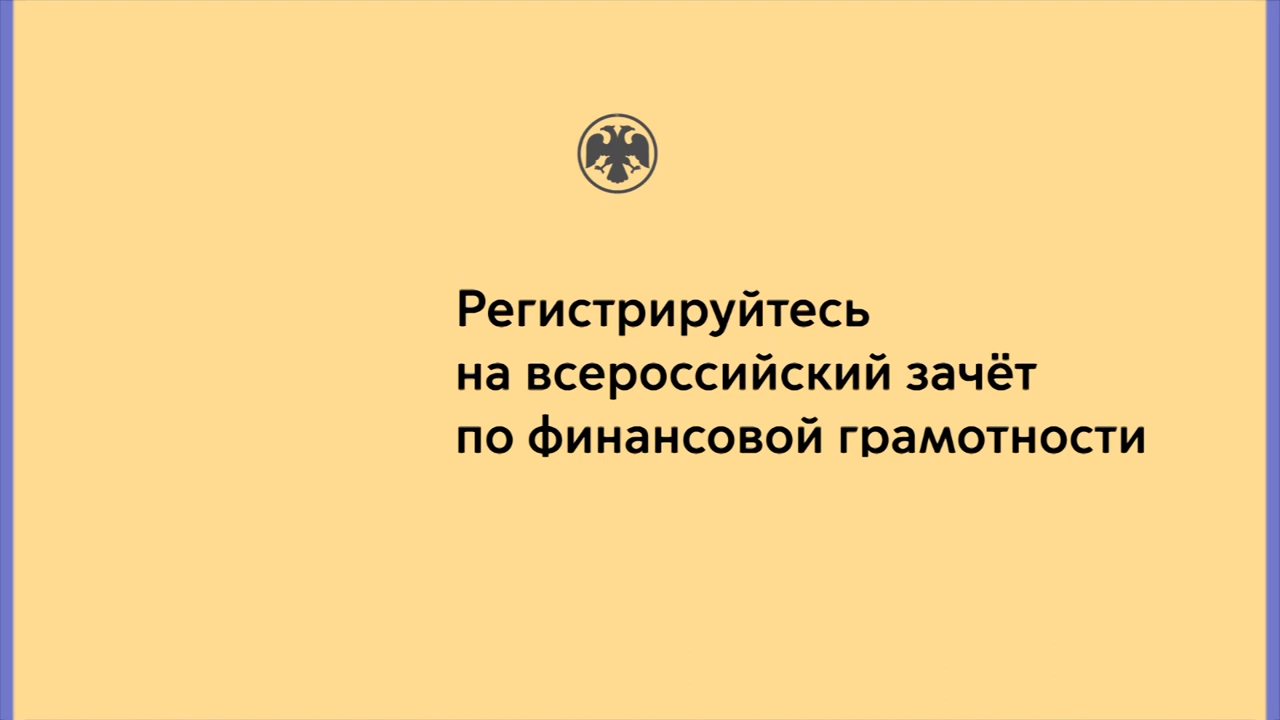 Регистрируйтесь
на всероссийский зачёт
по финансовой грамотности